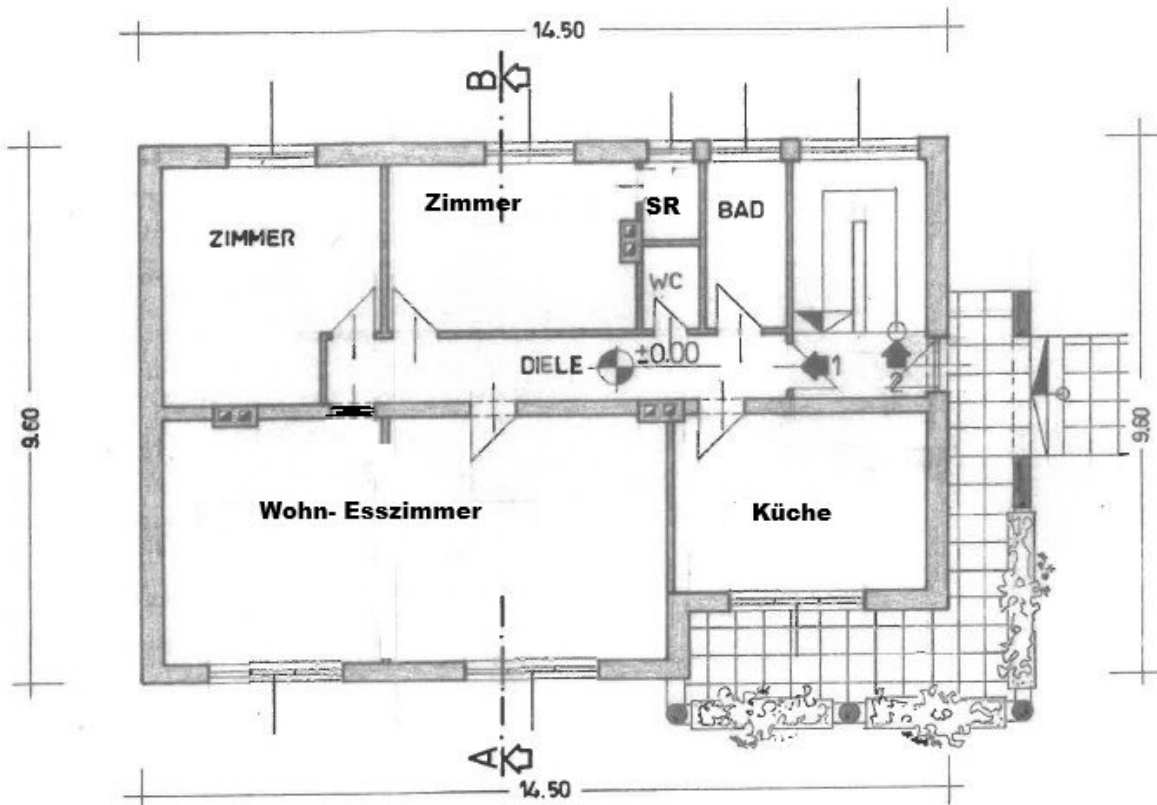 14.50
B
Zimmer
SR
BAD
ZIMMER
WC
DIELE
±0.00
1
2
9.60
9.60
Wohn- Esszimmer
Küche
A
14.50